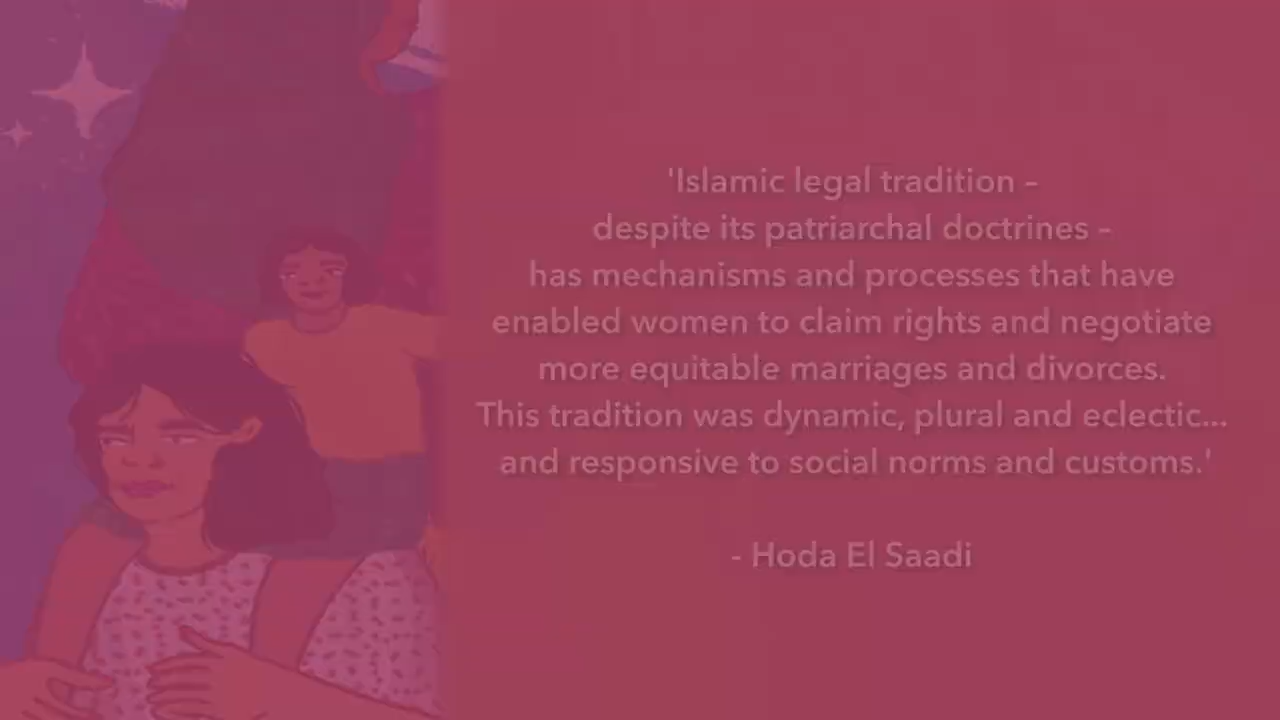 'Islamic legal tradition –
despite its patriarchal doctrines –
has mechanisms and processes that have
enabled women to claim rights and negotiate
more equitable marriages and divorces.
This tradition was dynamic, plural and eclectic...
and responsive to social norms and customs.'
- Hoda El Saadi